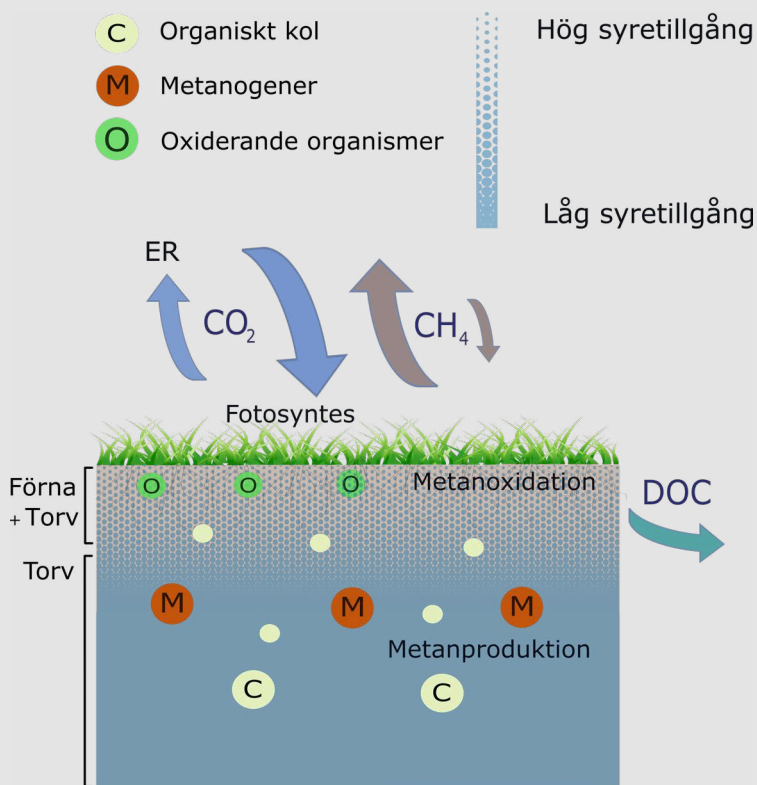 C Organiskt kol
M Metanogener
O Oxiderande organismer
Hög syretillgång
Låg syretillgång
ER
CO₂
CH₄
Fotosyntes
Förna
+ Torv
O O O
Metanoxidation
DOC
Torv
M M M
Metanproduktion
C C